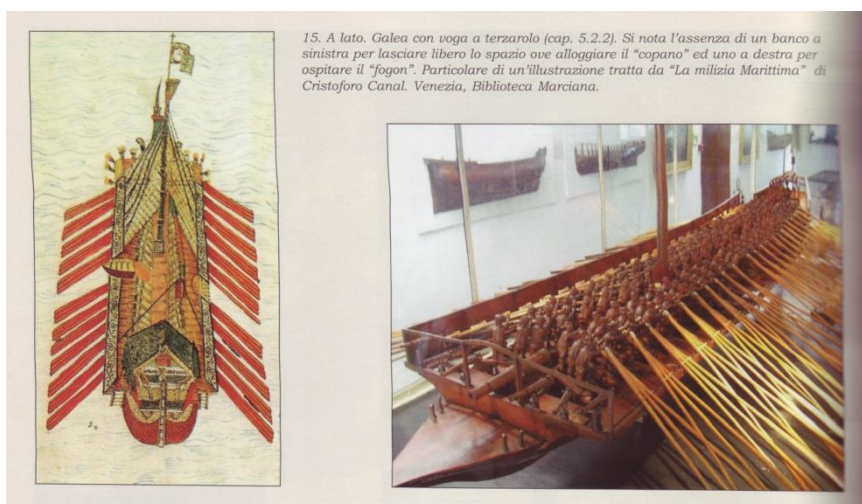 15. A lato. Galea con voga a terzarolo (cap. 5.2.2). Si nota l’assenza di un banco a
sinistra per lasciare libero lo spazio ove alloggiare il “copano” ed uno a destra per
ospitare il “fogon”. Particolare di un’illustrazione tratta da “La milizia Marittima” di
Cristoforo Canal. Venezia, Biblioteca Marciana.